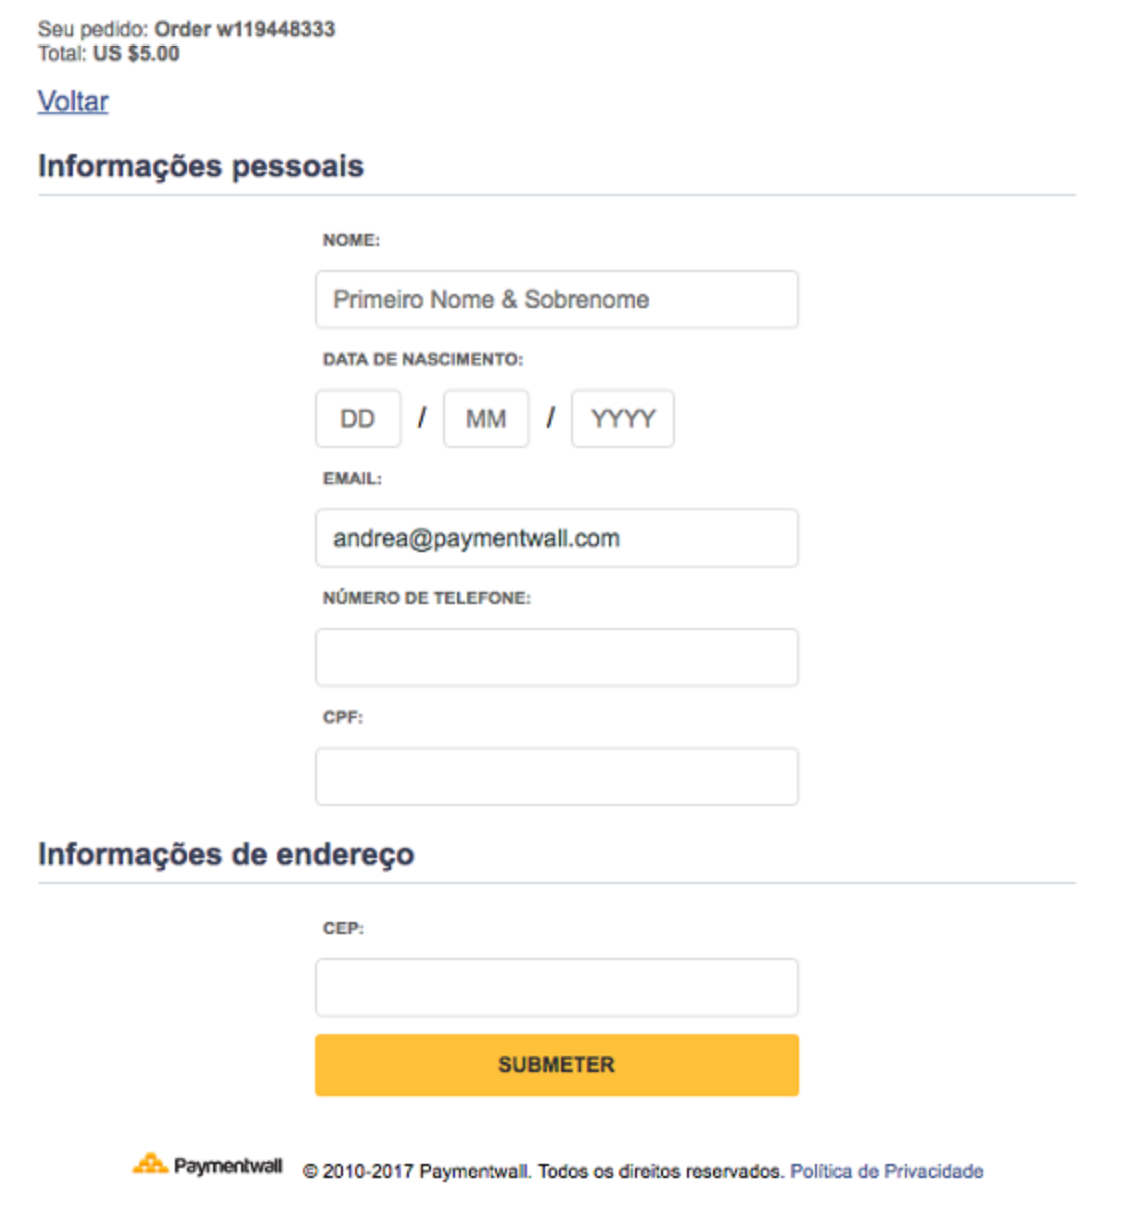 Seu pedido: Order w119448333
Total: US $5.00
Voltar
Informações pessoais
NOME:
Primeiro Nome & Sobrenome
DATA DE NASCIMENTO:
DD / MM / YYYY
EMAIL:
andrea@paymentwall.com
NÚMERO DE TELEFONE:
CPF:
Informações de endereço
CEP:
SUBMETER
Paymentwall © 2010-2017 Paymentwall. Todos os direitos reservados. Política de Privacidade